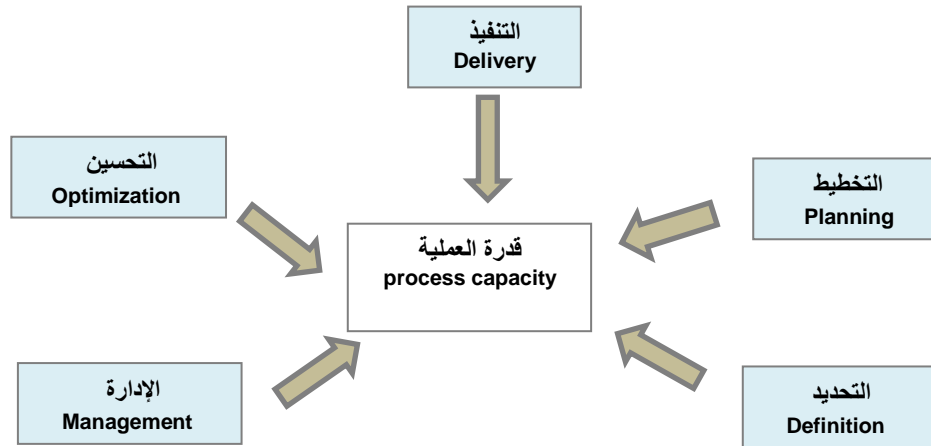 التنفيذ
Delivery
التحسين
Optimization
التخطيط
Planning
قدرة العملية
process capacity
الإدارة
Management
التحديد
Definition